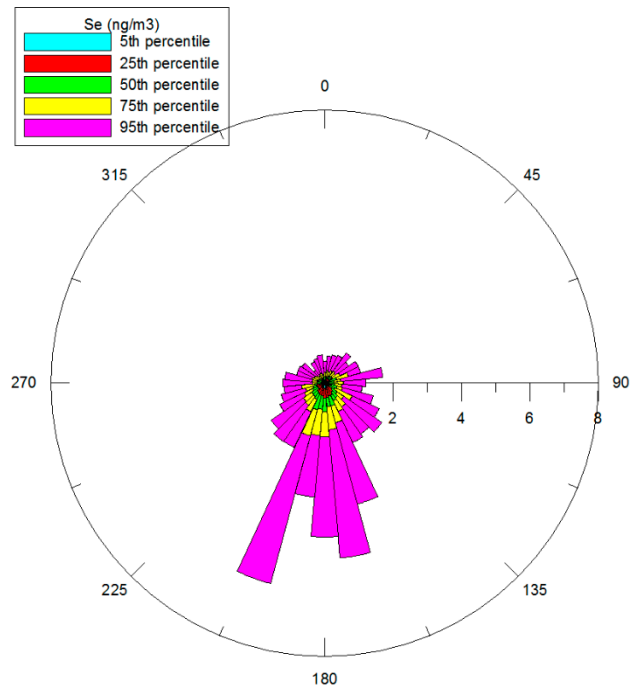 Se (ng/m3)
5th percentile
25th percentile
50th percentile
75th percentile
95th percentile
0
315
45
270
90
2
4
6
8
225
135
180